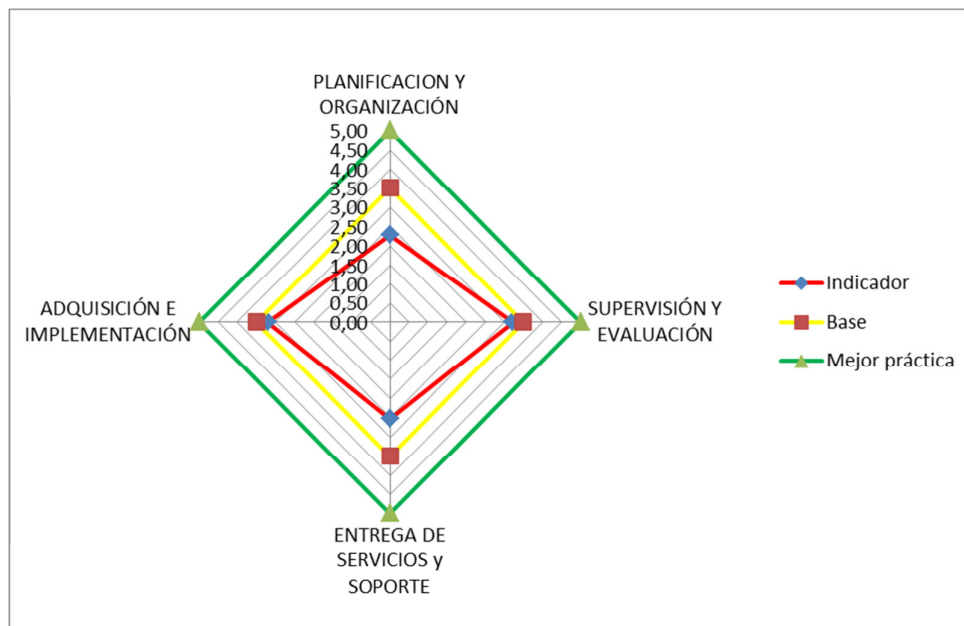 PLANIFICACION Y
ORGANIZACIÓN
5,00
4,50
4,00
3,50
3,00
2,50
2,00
1,50
1,00
0,50
0,00
ADQUISICIÓN E
IMPLEMENTACIÓN
SUPERVISIÓN Y
EVALUACIÓN
ENTREGA DE
SERVICIOS y
SOPORTE
Indicador
Base
Mejor práctica